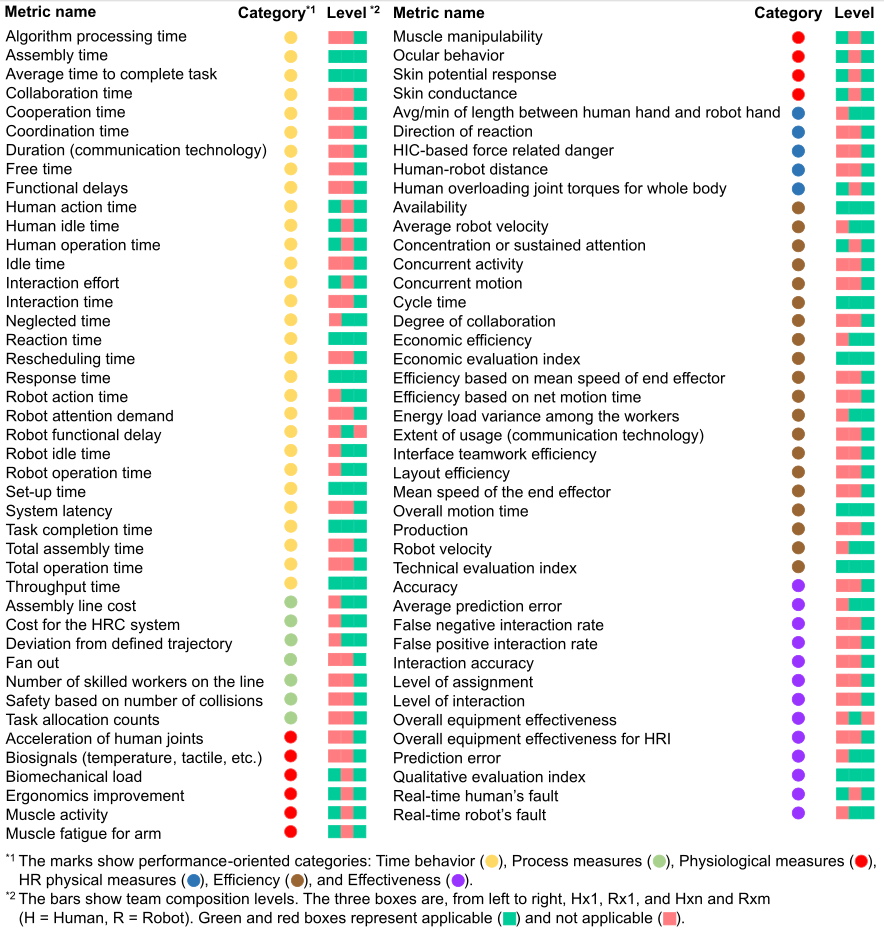 Metric name Category*1 Level *2
Algorithm processing time
Assembly time
Average time to complete task
Collaboration time
Cooperation time
Coordination time
Duration (communication technology)
Free time
Functional delays
Human action time
Human idle time
Human operation time
Idle time
Interaction effort
Interaction time
Neglected time
Reaction time
Rescheduling time
Response time
Robot action time
Robot attention demand
Robot functional delay
Robot idle time
Robot operation time
Set-up time
System latency
Task completion time
Total assembly time
Total operation time
Throughput time
Assembly line cost
Cost for the HRC system
Deviation from defined trajectory
Fan out
Number of skilled workers on the line
Safety based on number of collisions
Task allocation counts
Acceleration of human joints
Biosignals (temperature, tactile, etc.)
Biomechanical load
Ergonomics improvement
Muscle activity
Muscle fatigue for arm
Metric name Category Level
Muscle manipulability
Ocular behavior
Skin potential response
Skin conductance
Avg/min of length between human hand and robot hand
Direction of reaction
HIC-based force related danger
Human-robot distance
Human overloading joint torques for whole body
Availability
Average robot velocity
Concentration or sustained attention
Concurrent activity
Concurrent motion
Cycle time
Degree of collaboration
Economic efficiency
Economic evaluation index
Efficiency based on mean speed of end effector
Efficiency based on net motion time
Energy load variance among the workers
Extent of usage (communication technology)
Interface teamwork efficiency
Layout efficiency
Mean speed of the end effector
Overall motion time
Production
Robot velocity
Technical evaluation index
Accuracy
Average prediction error
False negative interaction rate
False positive interaction rate
Interaction accuracy
Level of assignment
Level of interaction
Overall equipment effectiveness
Overall equipment effectiveness for HRI
Prediction error
Qualitative evaluation index
Real-time human's fault
Real-time robot's fault
*1 The marks show performance-oriented categories: Time behavior ( ), Process measures ( ), Physiological measures ( ),
HR physical measures ( ), Efficiency ( ), and Effectiveness ( ).
*2 The bars show team composition levels. The three boxes are, from left to right, Hx1, Rx1, and Hxn and Rxm
(H = Human, R = Robot). Green and red boxes represent applicable ( ) and not applicable ( ).